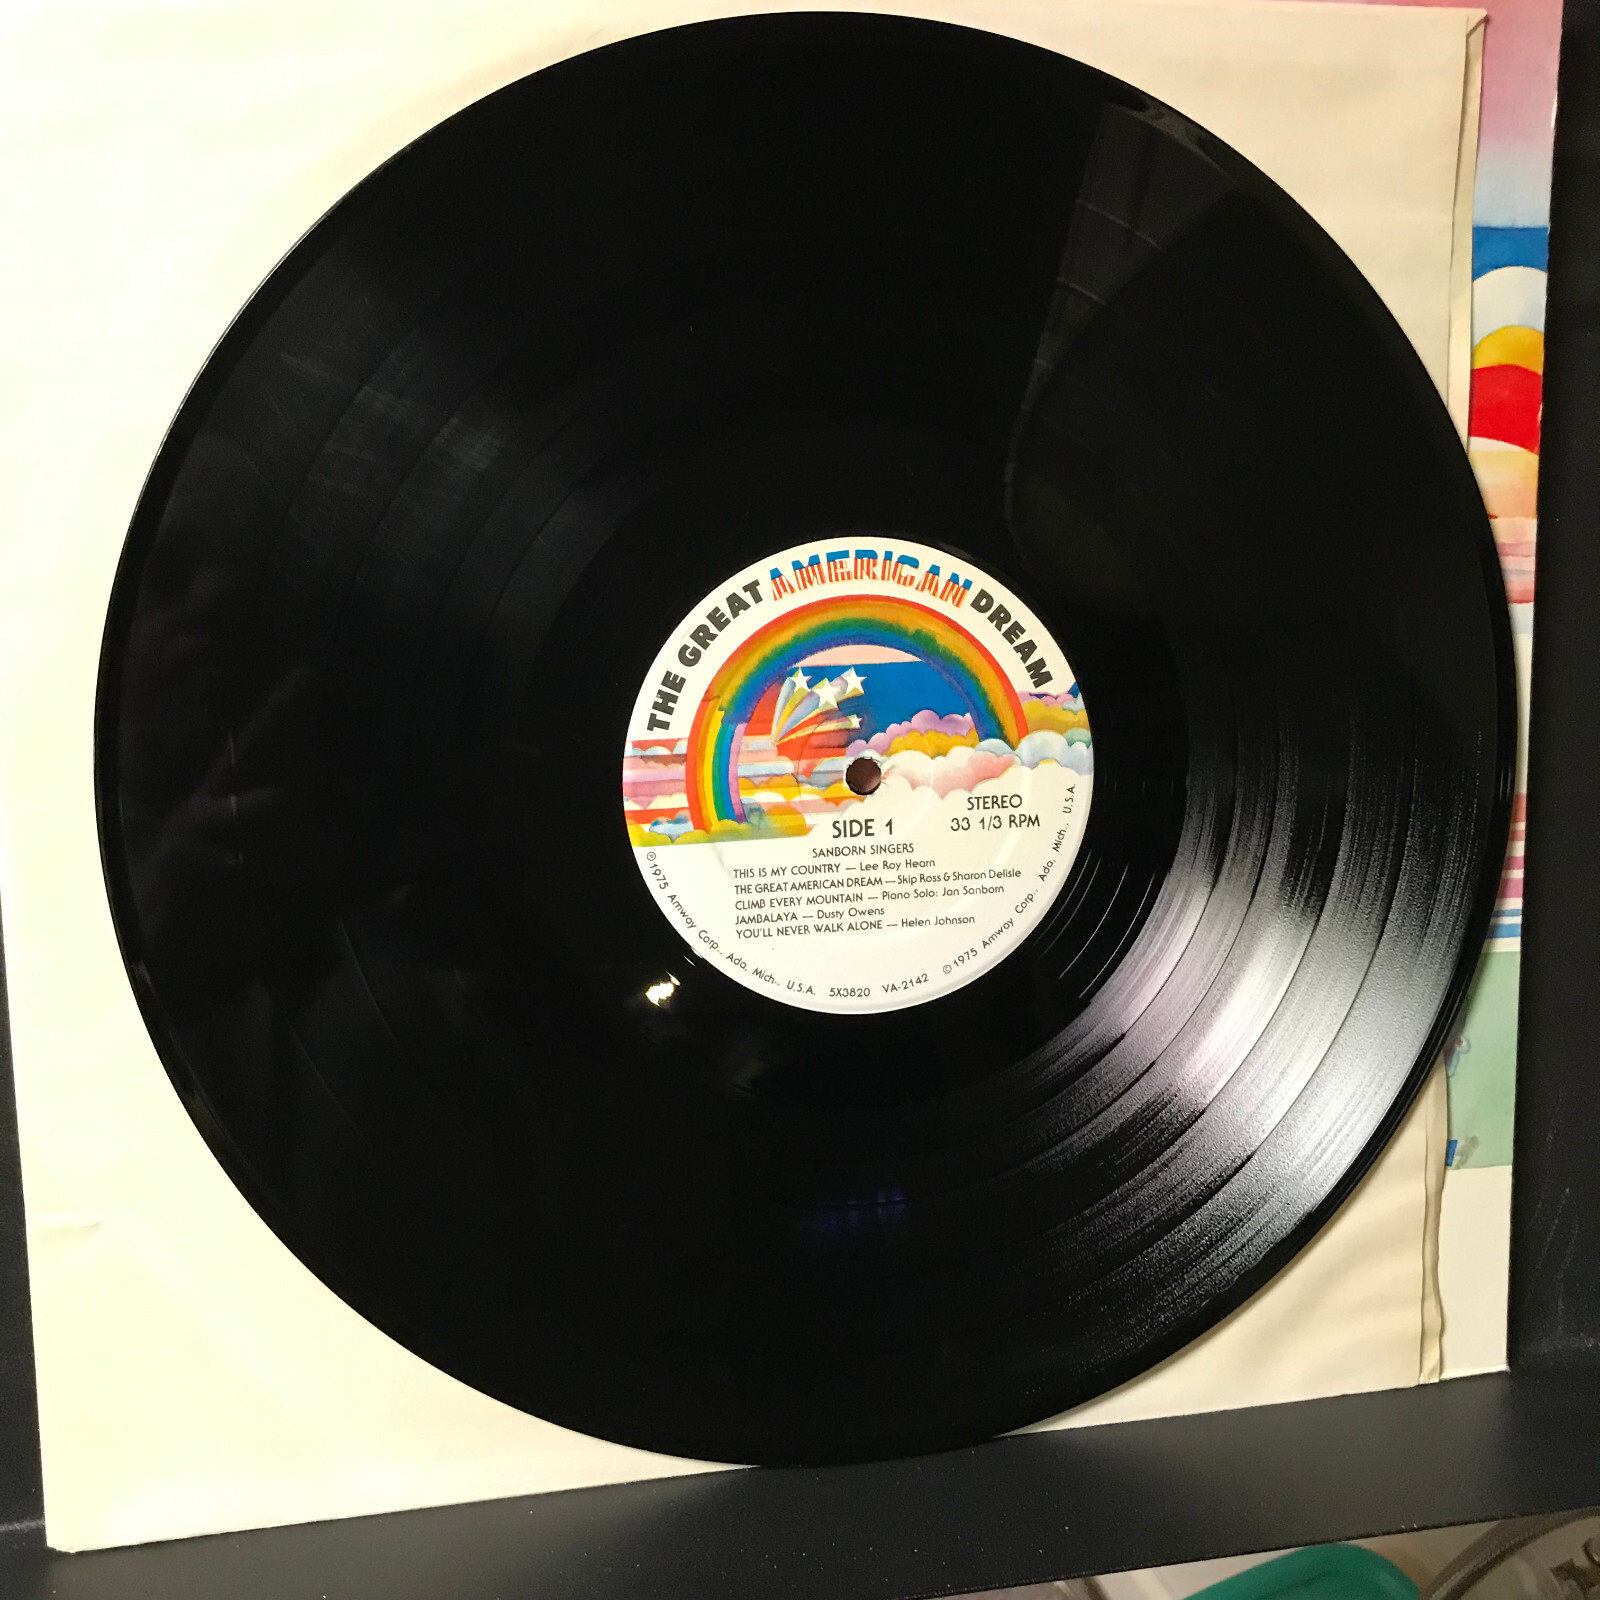 THE GREAT AMERICAN DREAM
STEREO
SIDE 1 33 1/3 RPM
SANBORN SINGERS
THIS IS MY COUNTRY — Lee Roy Hearn
THE GREAT AMERICAN DREAM — Skip Ross & Sharon Delisle
CLIMB EVERY MOUNTAIN — Piano Solo: Jan Sanborn
JAMBALAYA — Dusty Owens
YOU'LL NEVER WALK ALONE — Helen Johnson
℗ 1975 Amway Corp., Ada, Mich., U.S.A. 5X3820 VA-2142 © 1975 Amway Corp., Ada, Mich., U.S.A.